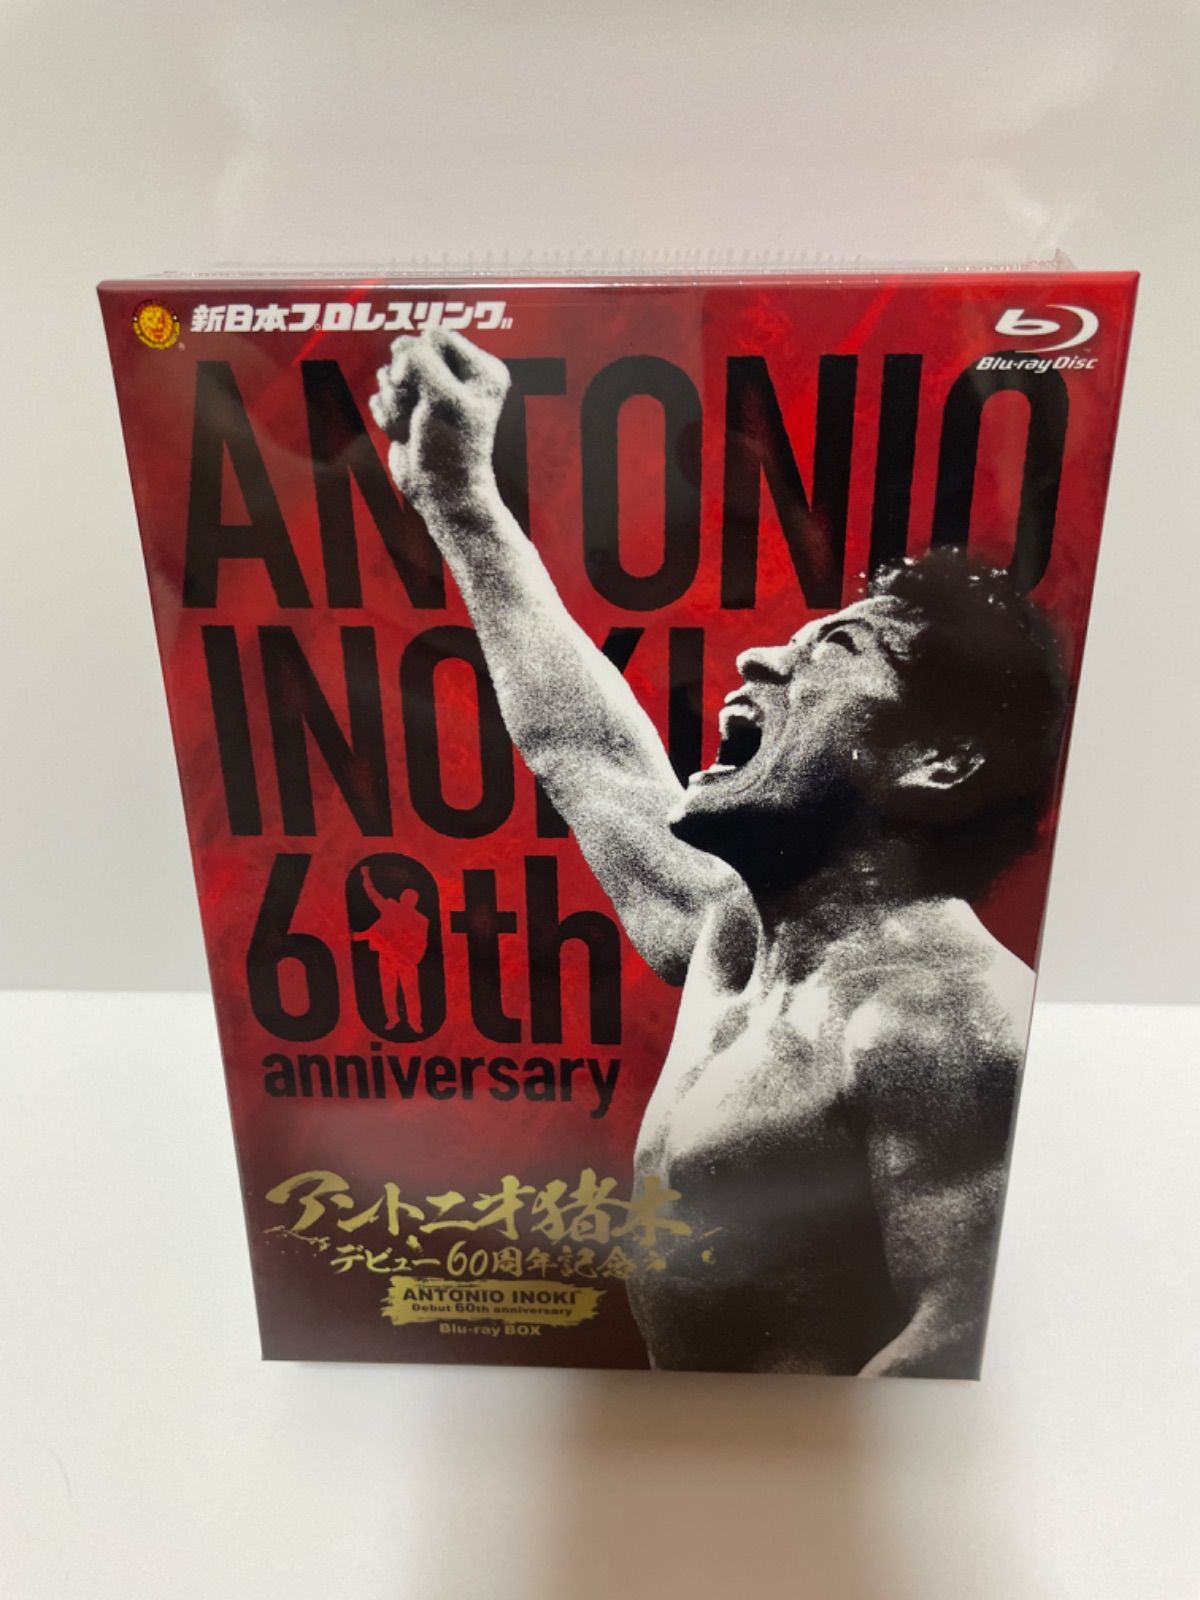 新日本プロレスリング
Blu-ray Disc
ANTONIO
INOKI
60th
anniversary
アントニオ猪木
デビュー60周年記念
ANTONIO INOKI
Debut 60th anniversary
Blu-ray BOX